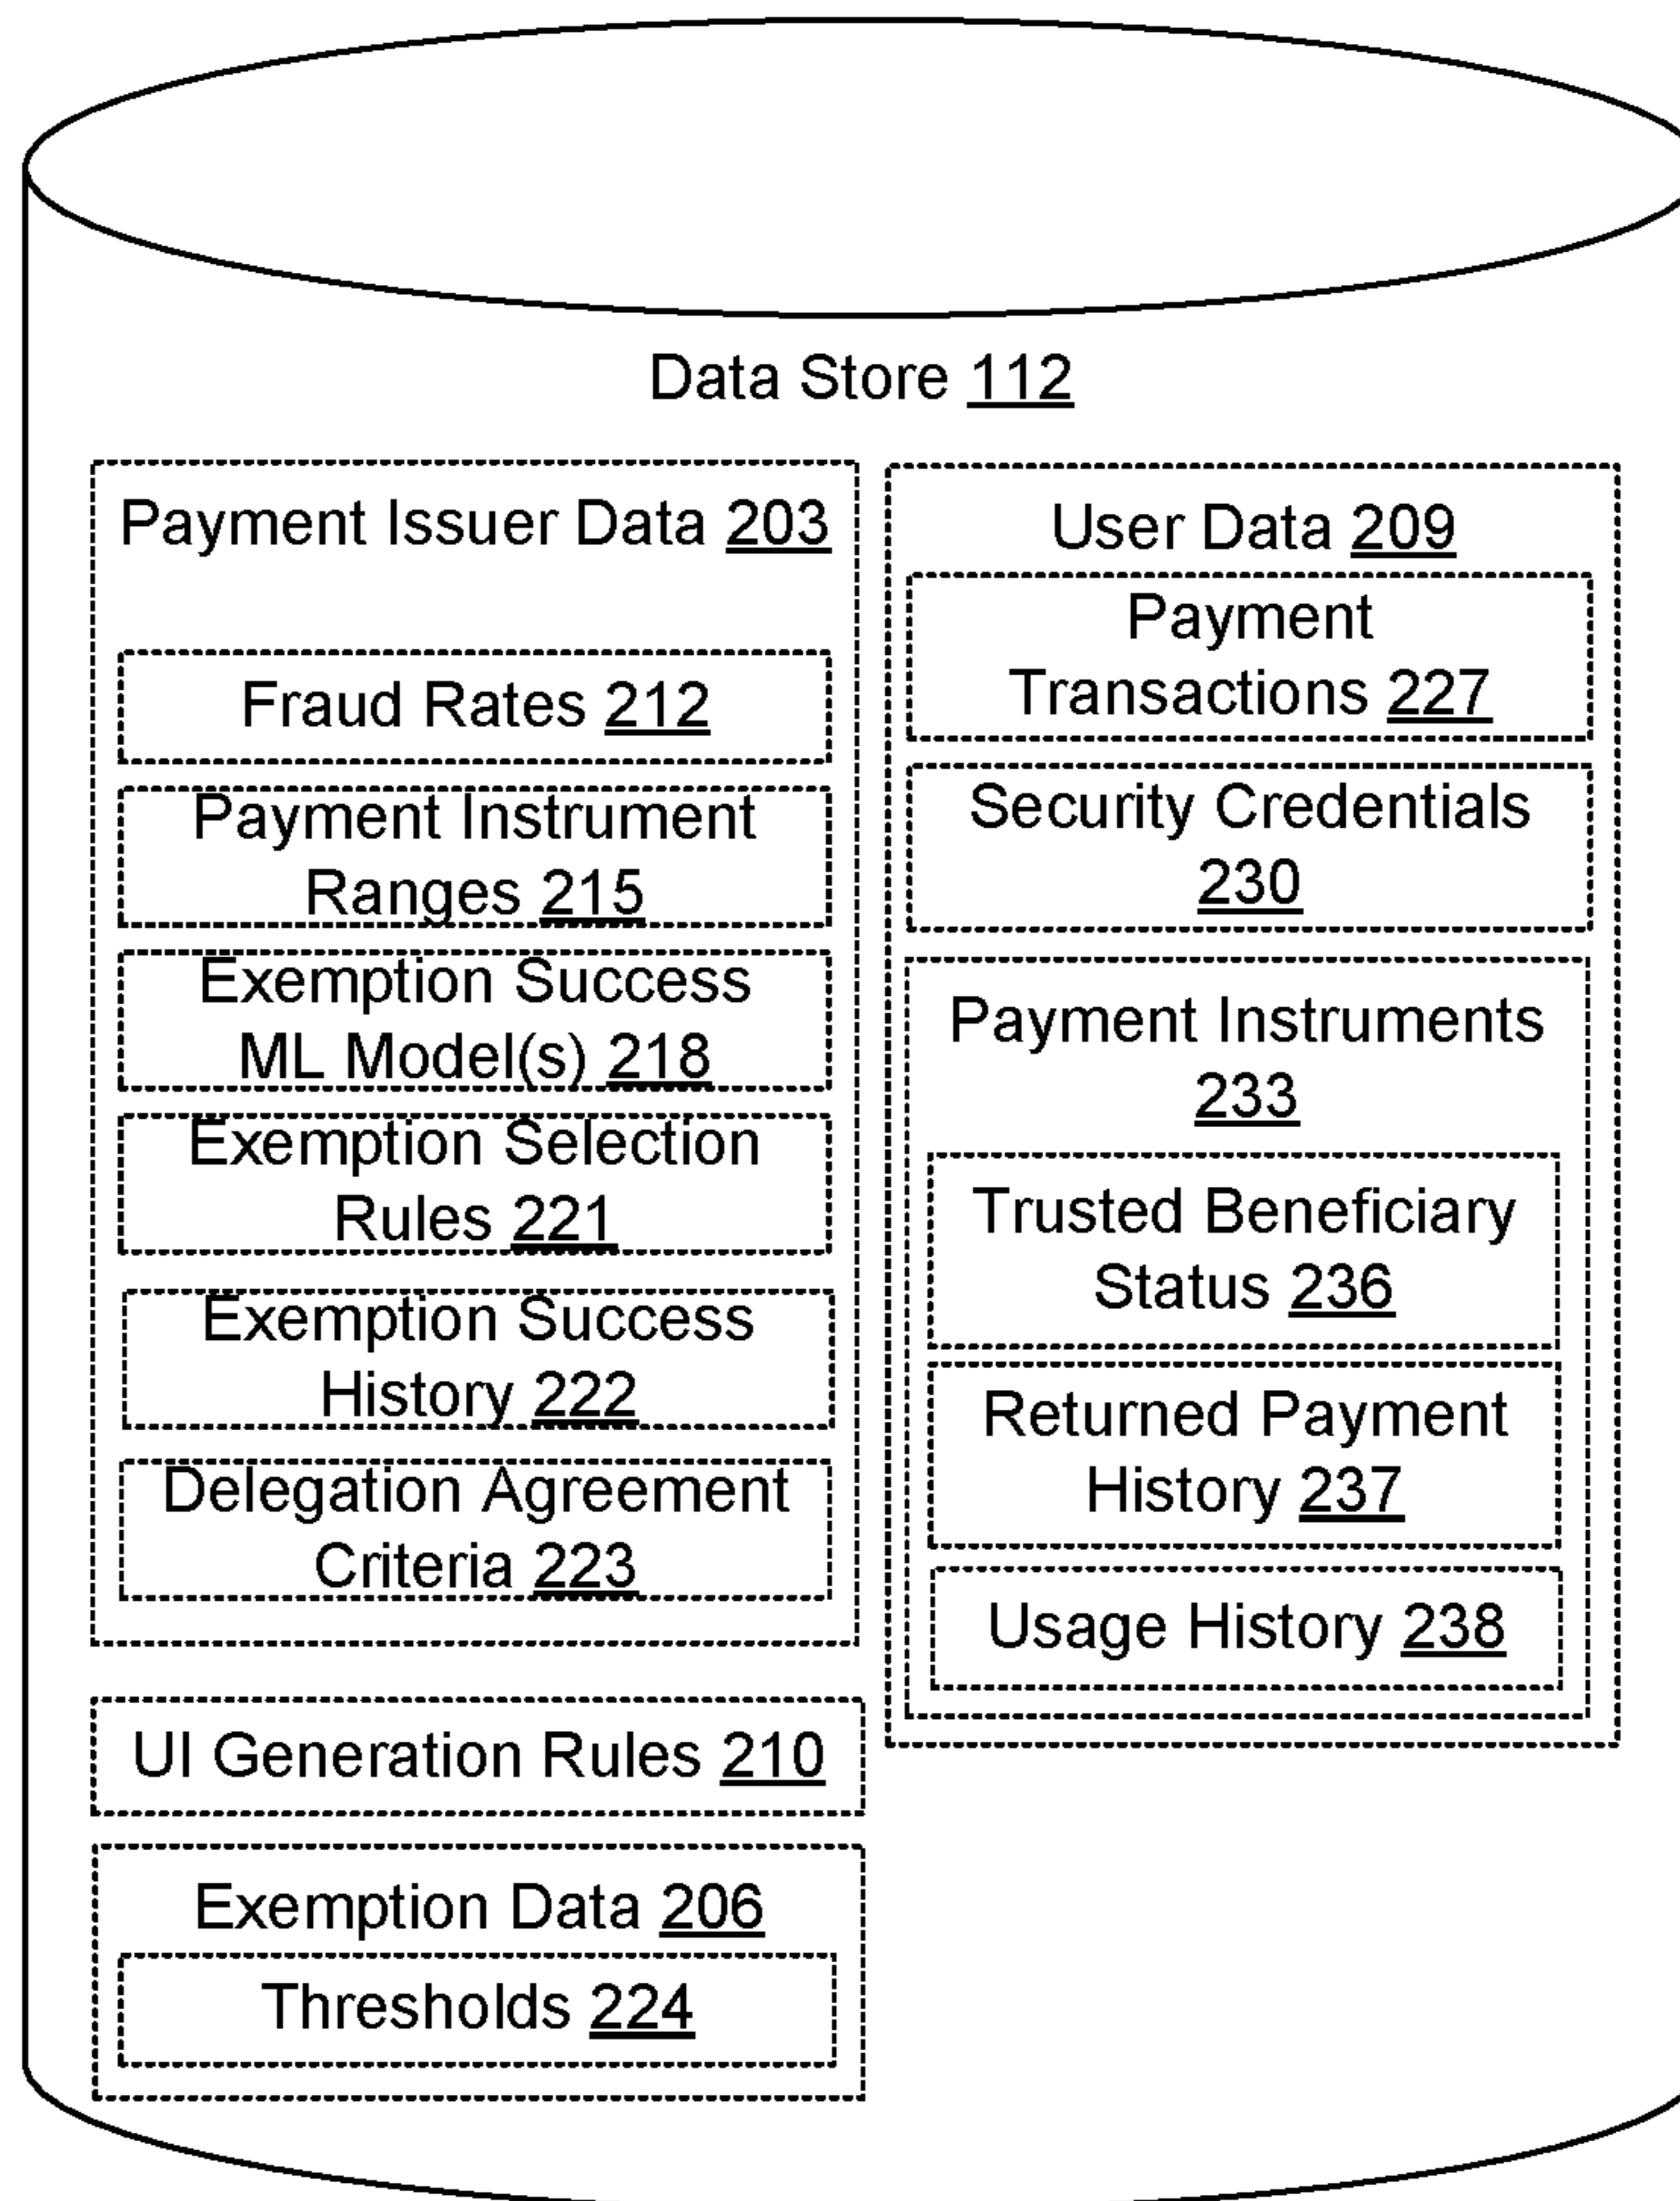 Data Store 112
Payment Issuer Data 203
Fraud Rates 212
Payment Instrument
Ranges 215
Exemption Success
ML Model(s) 218
Exemption Selection
Rules 221
Exemption Success
History 222
Delegation Agreement
Criteria 223
UI Generation Rules 210
Exemption Data 206
Thresholds 224
User Data 209
Payment
Transactions 227
Security Credentials
230
Payment Instruments
233
Trusted Beneficiary
Status 236
Returned Payment
History 237
Usage History 238